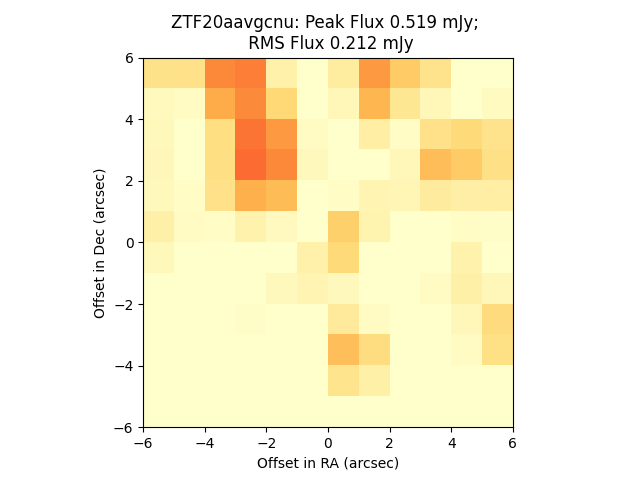 ZTF20aavgcnu: Peak Flux 0.519 mJy;
RMS Flux 0.212 mJy
6
4
2
0
−2
−4
−6
Offset in Dec (arcsec)
−6 −4 −2 0 2 4 6
Offset in RA (arcsec)